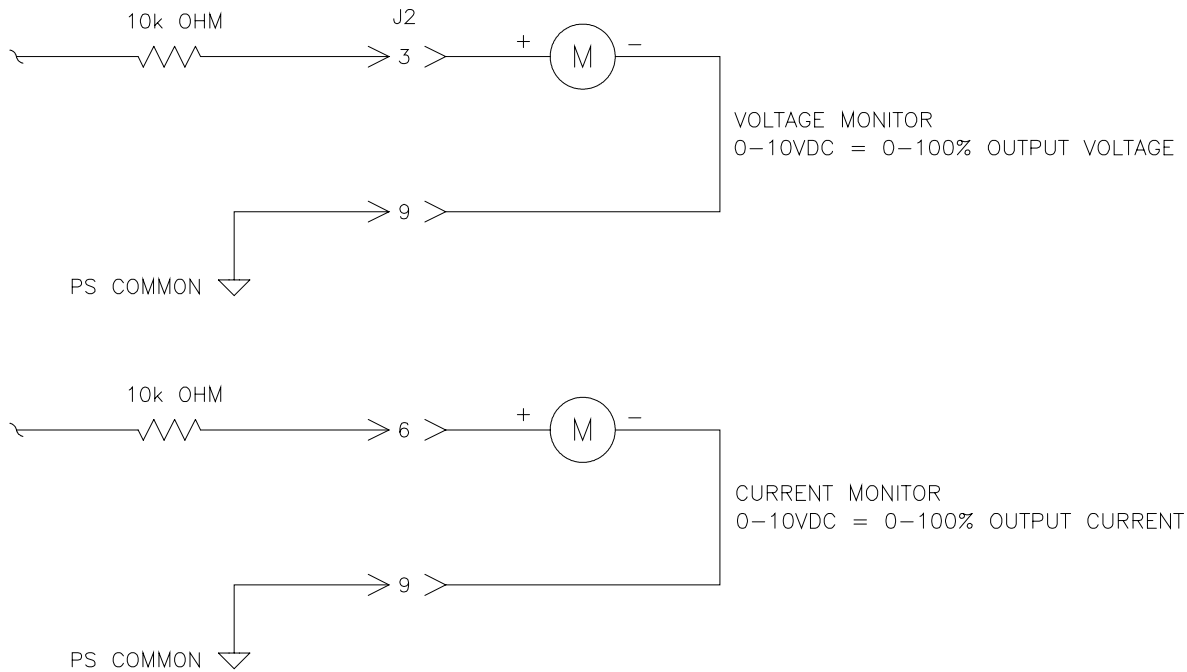 10k OHM
J2
3
+
M
−
VOLTAGE MONITOR
0−10VDC = 0−100% OUTPUT VOLTAGE
9
PS COMMON
10k OHM
6
+
M
−
CURRENT MONITOR
0−10VDC = 0−100% OUTPUT CURRENT
9
PS COMMON